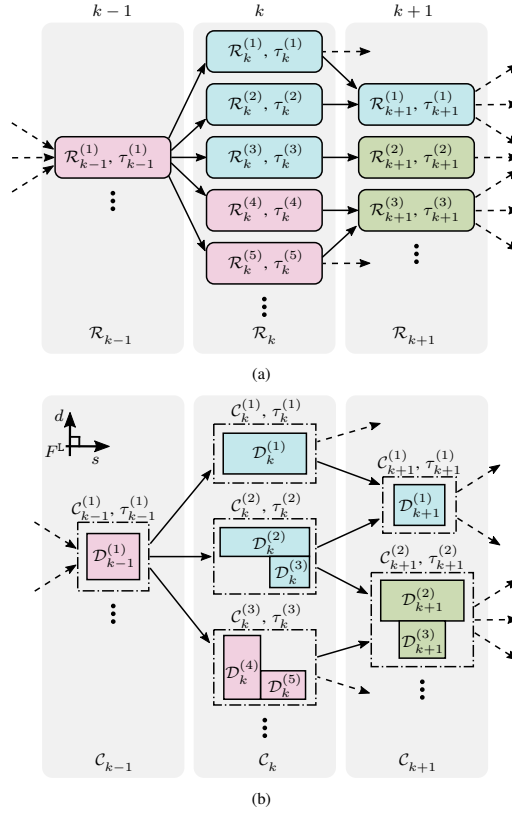 k − 1 k k + 1
R_{k−1}^{(1)}, τ_{k−1}^{(1)}
⋮
R_{k−1}
R_k^{(1)}, τ_k^{(1)}
R_k^{(2)}, τ_k^{(2)}
R_k^{(3)}, τ_k^{(3)}
R_k^{(4)}, τ_k^{(4)}
R_k^{(5)}, τ_k^{(5)}
⋮
R_k
R_{k+1}^{(1)}, τ_{k+1}^{(1)}
R_{k+1}^{(2)}, τ_{k+1}^{(2)}
R_{k+1}^{(3)}, τ_{k+1}^{(3)}
⋮
R_{k+1}
(a)
d
F^L s
C_{k−1}^{(1)}, τ_{k−1}^{(1)}
D_{k−1}^{(1)}
⋮
C_{k−1}
C_k^{(1)}, τ_k^{(1)}
D_k^{(1)}
C_k^{(2)}, τ_k^{(2)}
D_k^{(2)}
D_k^{(3)}
C_k^{(3)}, τ_k^{(3)}
D_k^{(4)} D_k^{(5)}
⋮
C_k
C_{k+1}^{(1)}, τ_{k+1}^{(1)}
D_{k+1}^{(1)}
C_{k+1}^{(2)}, τ_{k+1}^{(2)}
D_{k+1}^{(2)}
D_{k+1}^{(3)}
⋮
C_{k+1}
(b)